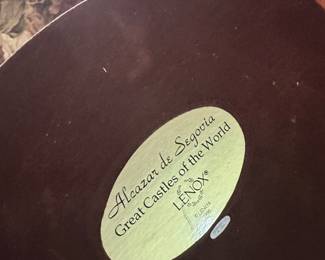 Alcazar de Segovia
Great Castles of the World
LENOX®